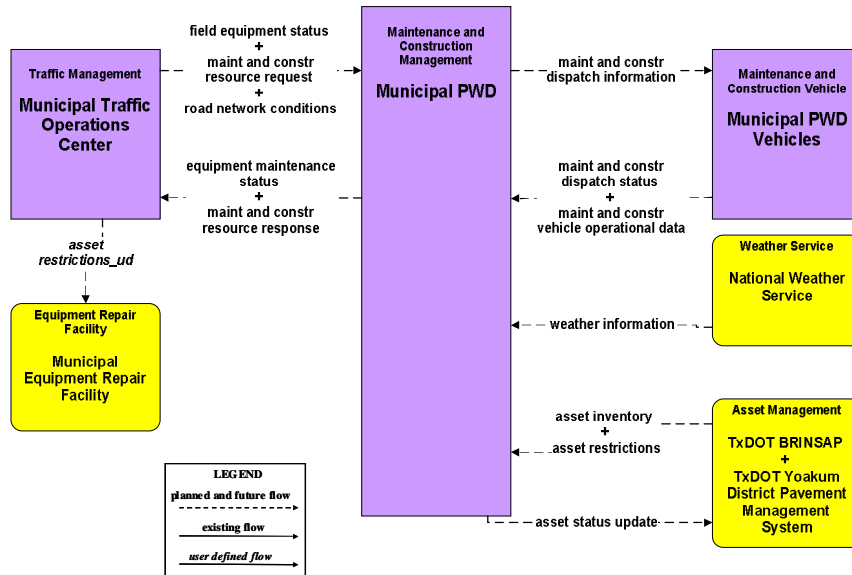 Traffic Management
Municipal Traffic
Operations
Center
field equipment status
+
maint and constr
resource request
+
road network conditions
equipment maintenance
status
+
maint and constr
resource response
Maintenance and
Construction
Management
Municipal PWD
maint and constr
dispatch information
maint and constr
dispatch status
+
maint and constr
vehicle operational data
Maintenance and
Construction Vehicle
Municipal PWD
Vehicles
asset
restrictions_ud
Equipment Repair
Facility
Municipal
Equipment Repair
Facility
weather information
Weather Service
National Weather
Service
asset inventory
+
asset restrictions
asset status update
Asset Management
TxDOT BRINSAP
+
TxDOT Yoakum
District Pavement
Management
System
LEGEND
planned and future flow
existing flow
user defined flow